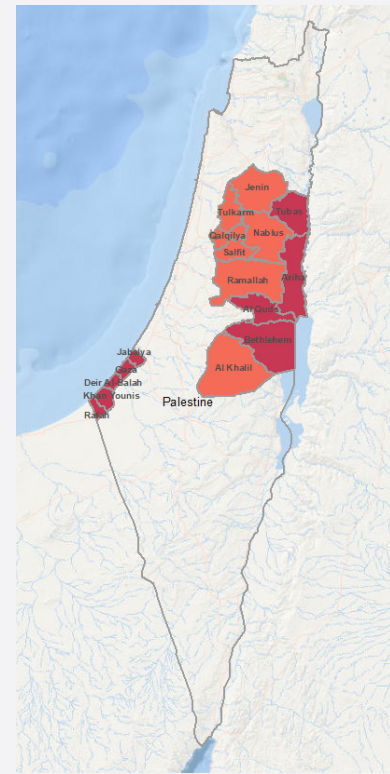 Jenin
Tulkarm
Tubas
Qalqilya
Nablus
Salfit
Ramallah
Al Quds
Bethlehem
Jabalya
Gaza
Deir Al-Balah
Al Khalil
Khan Younis
Palestine
Rafah